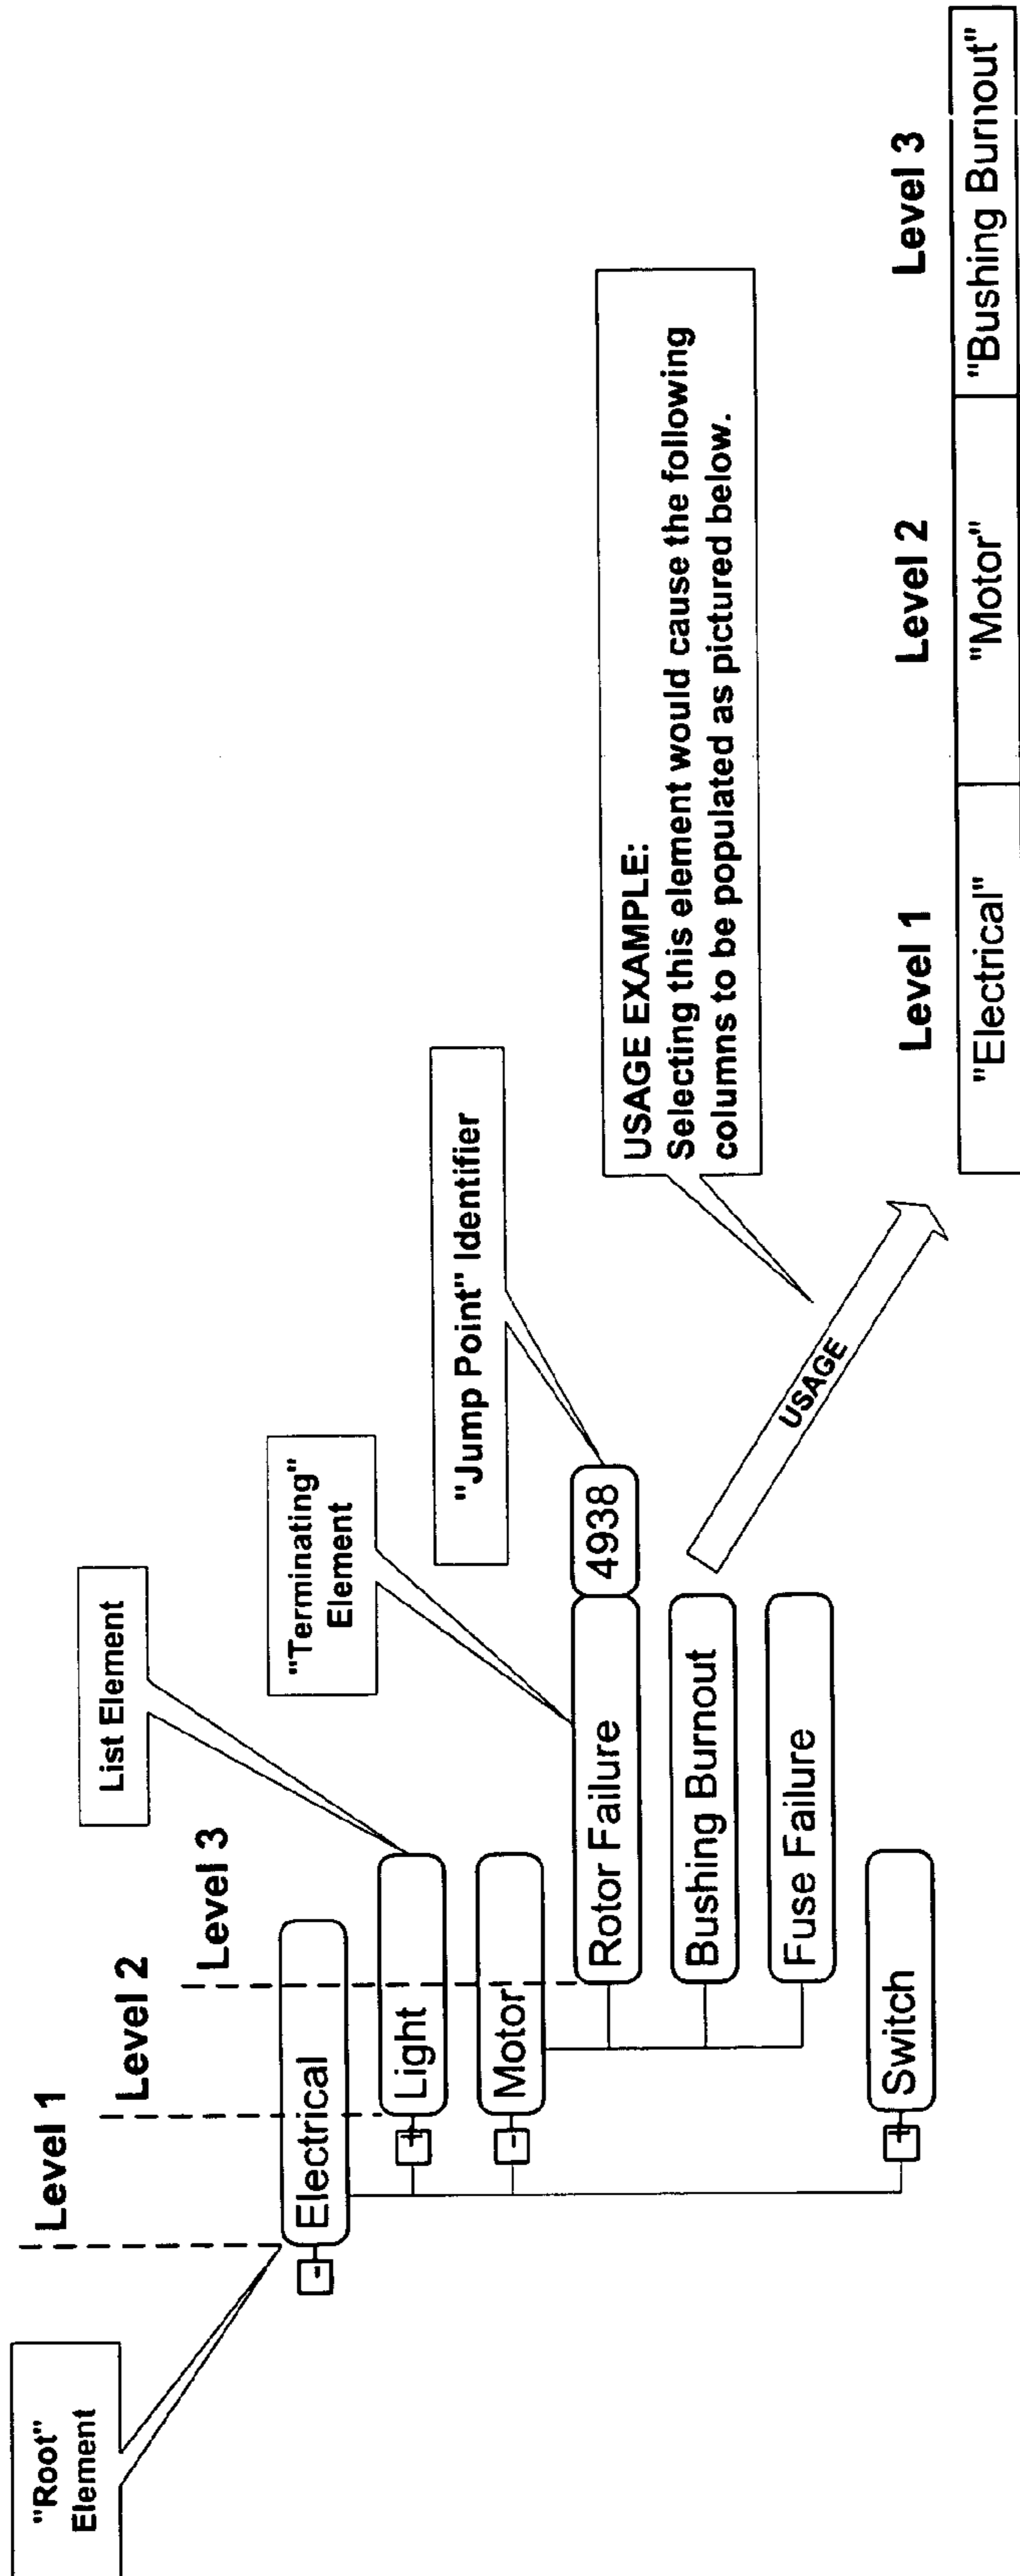 "Root"
Element
Level 1
Level 2
Level 3
List Element
"Terminating"
Element
"Jump Point" Identifier
Electrical
Light
Motor
Rotor Failure
4938
Bushing Burnout
Fuse Failure
Switch
USAGE
USAGE EXAMPLE:
Selecting this element would cause the following
columns to be populated as pictured below.
Level 1
Level 2
Level 3
"Electrical"
"Motor"
"Bushing Burnout"